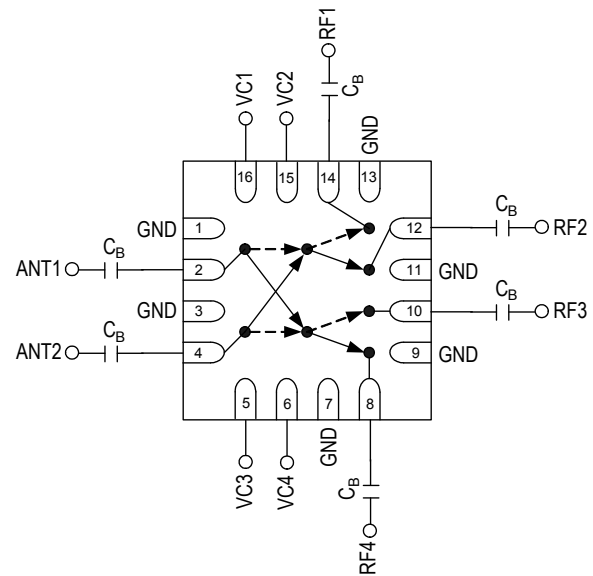 RF1
C_B
VC1
VC2
GND
16
15
14
13
GND
1
12
C_B
RF2
ANT1
C_B
2
11
GND
GND
3
10
C_B
RF3
ANT2
C_B
4
9
GND
5
6
7
8
VC3
VC4
GND
C_B
RF4